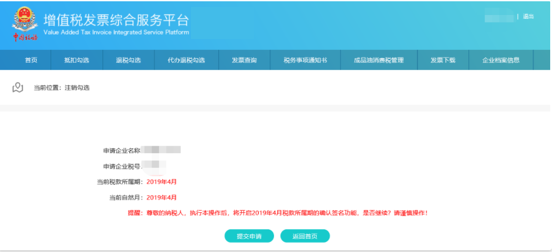 增值税发票综合服务平台
Value Added Tax Invoice Integrated Service Platform
| 退出
首页 抵扣勾选 退税勾选 代办退税勾选 发票查询 税务事项通知书 成品油消费税管理 发票下载 企业档案信息
当前位置：注销勾选
申请企业名称
申请企业税号：
当前税款所属期：2019年4月
当前自然月：2019年4月
提醒：尊敬的纳税人，执行本操作后，将开启2019年4月税款所属期的确认签名功能，是否继续？请谨慎操作！
提交申请 返回首页